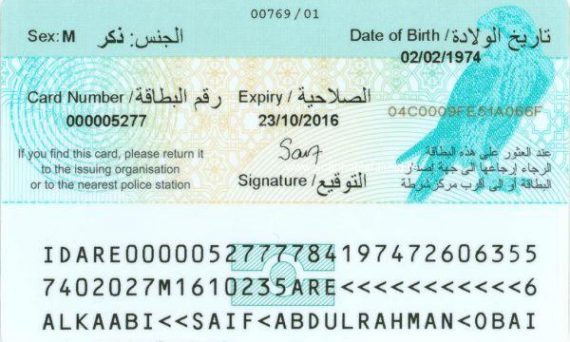 00769/01
Sex: M الجنس: ذكر Date of Birth / تاريخ الولادة
02/02/1974
Card Number / رقم البطاقة Expiry / الصلاحية
000005277 23/10/2016 04C0009FE51A066F
If you find this card, please return it
to the issuing organisation
or to the nearest police station
Signature / التوقيع
عند العثور على هذه البطاقة
الرجاء إرجاعها الى جهة إصدار
البطاقة أو الى أقرب مركز شرطة
IDARE0000052777784197472606355
7402027M1610235ARE<<<<<<<<<<<6
ALKAABI<<SAIF<ABDULRAHMAN<OBAI